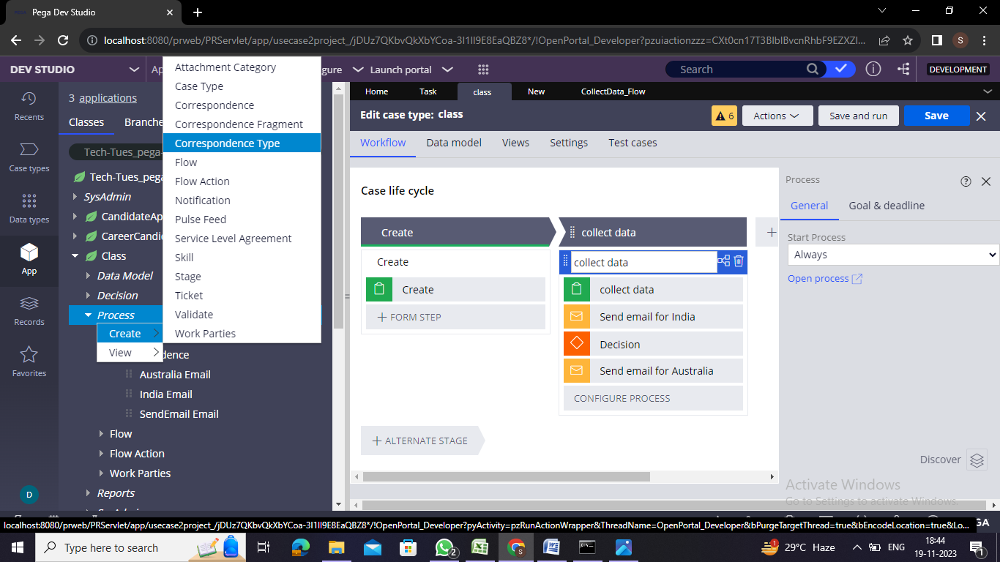 Pega Dev Studio
localhost:8080/prweb/PRServlet/app/usecase2project_/jDUz7QKbvQkXbYCoa-3I1II9E8EaQBZ8*/!OpenPortal_Developer?pzuiactionzzz=CXt0cn17T3BlblBvcnRhbF9EZXZl...
S
DEV STUDIO
Ap
gure
Launch portal
Search
DEVELOPMENT
Recents
Case types
Data types
App
Records
Favorites
D
3 applications
Classes
Branche
Tech-Tues_pega-
Tech-Tues_pega
SysAdmin
CandidateAp
CareerCandi
Class
Data Model
Decision
Process
Create
View
dence
Australia Email
India Email
SendEmail Email
Flow
Flow Action
Work Parties
Reports
Attachment Category
Case Type
Correspondence
Correspondence Fragment
Correspondence Type
Flow
Flow Action
Notification
Pulse Feed
Service Level Agreement
Skill
Stage
Ticket
Validate
Work Parties
Home
Task
class
New
CollectData_Flow
Edit case type: class
6
Actions
Save and run
Save
Workflow
Data model
Views
Settings
Test cases
Case life cycle
Create
collect data
Create
Create
+ FORM STEP
collect data
collect data
Send email for India
Decision
Send email for Australia
CONFIGURE PROCESS
+ ALTERNATE STAGE
Process
General
Goal & deadline
Start Process
Always
Open process
Discover
Activate Windows
Go to Settings to activate Windows.
localhost:8080/prweb/PRServlet/app/usecase2project_/jDUz7QKbvQkXbYCoa-3I1II9E8EaQBZ8*/!OpenPortal_Developer?pyActivity=pzRunActionWrapper&ThreadName=OpenPortal_Developer&bPurgeTargetThread=true&bEncodeLocation=true&Lo...
GA
Type here to search
2
S
1
29°C Haze
ENG
18:44
19-11-2023
1